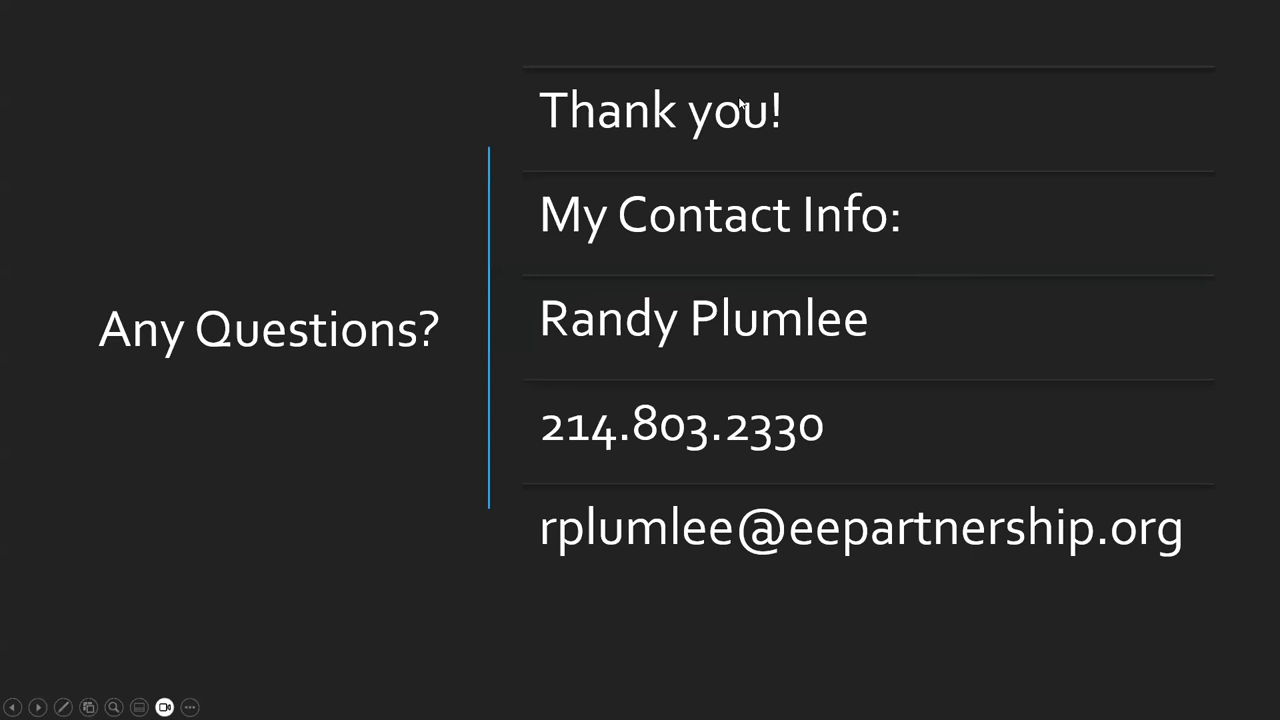 Any Questions?
Thank you!
My Contact Info:
Randy Plumlee
214.803.2330
rplumlee@eepartnership.org